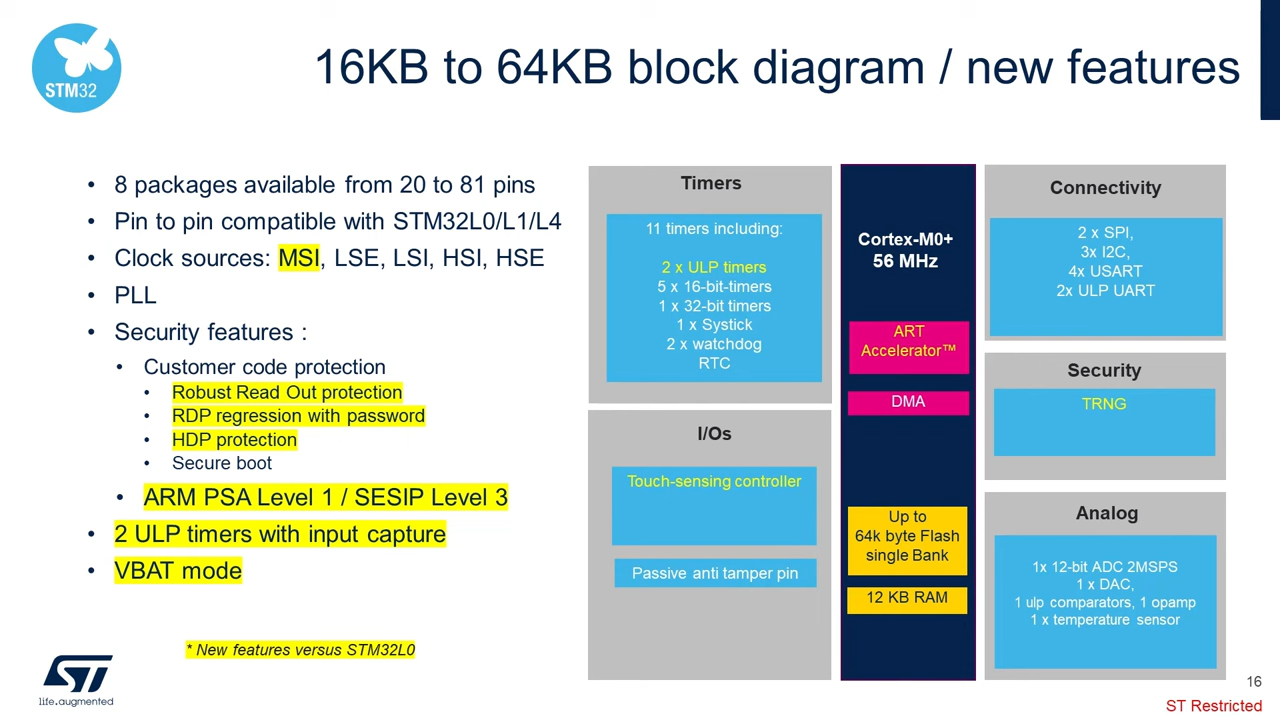 STM32
16KB to 64KB block diagram / new features
• 8 packages available from 20 to 81 pins
• Pin to pin compatible with STM32L0/L1/L4
• Clock sources: MSI, LSE, LSI, HSI, HSE
• PLL
• Security features :
• Customer code protection
• Robust Read Out protection
• RDP regression with password
• HDP protection
• Secure boot
• ARM PSA Level 1 / SESIP Level 3
• 2 ULP timers with input capture
• VBAT mode
* New features versus STM32L0
Timers
11 timers including:
2 x ULP timers
5 x 16-bit-timers
1 x 32-bit timers
1 x Systick
2 x watchdog
RTC
I/Os
Touch-sensing controller
Passive anti tamper pin
Cortex-M0+
56 MHz
ART
Accelerator™
DMA
Up to
64k byte Flash
single Bank
12 KB RAM
Connectivity
2 x SPI,
3x I2C,
4x USART
2x ULP UART
Security
TRNG
Analog
1x 12-bit ADC 2MSPS
1 x DAC,
1 ulp comparators, 1 opamp
1 x temperature sensor
ST
life.augmented
16
ST Restricted